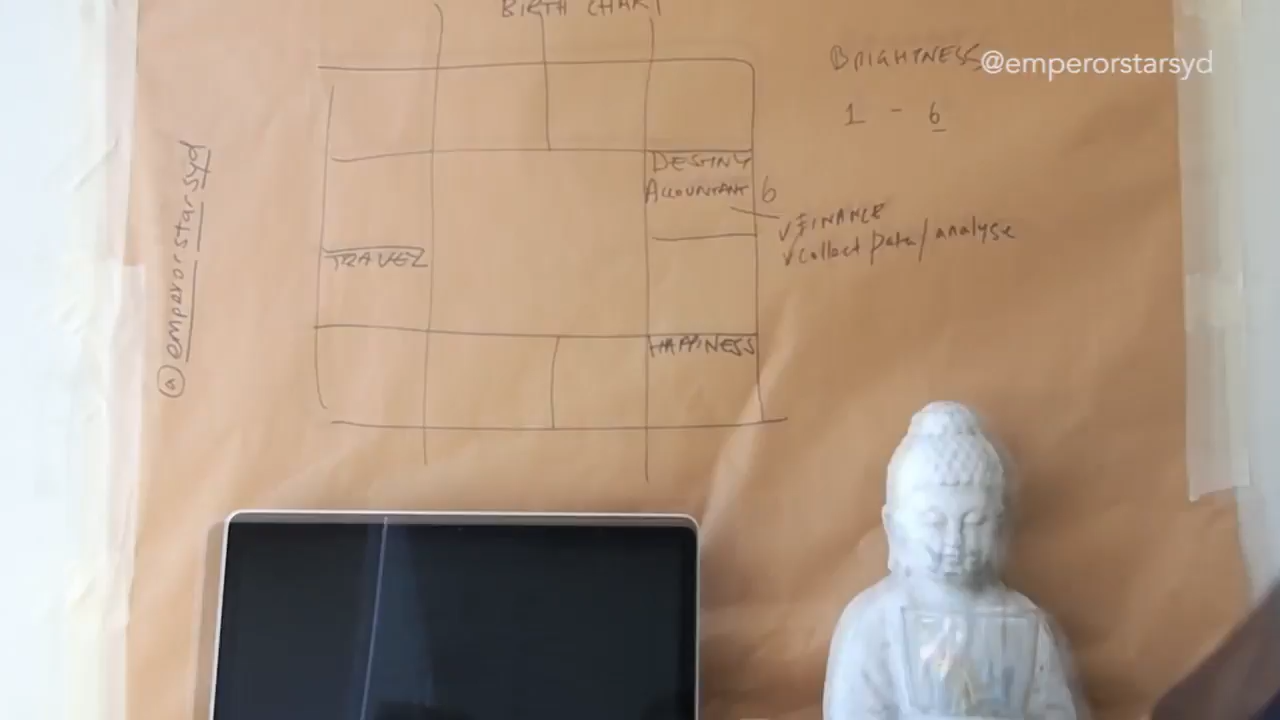 BIRTH CHART
BRIGHTNESS
@emperorstarsyd
1 - 6
@emperorstarsyd
DESTINY
ACCOUNTANT 6
✓ FINANCE
✓ Collect Data/analyse
TRAVEL
HAPPINESS